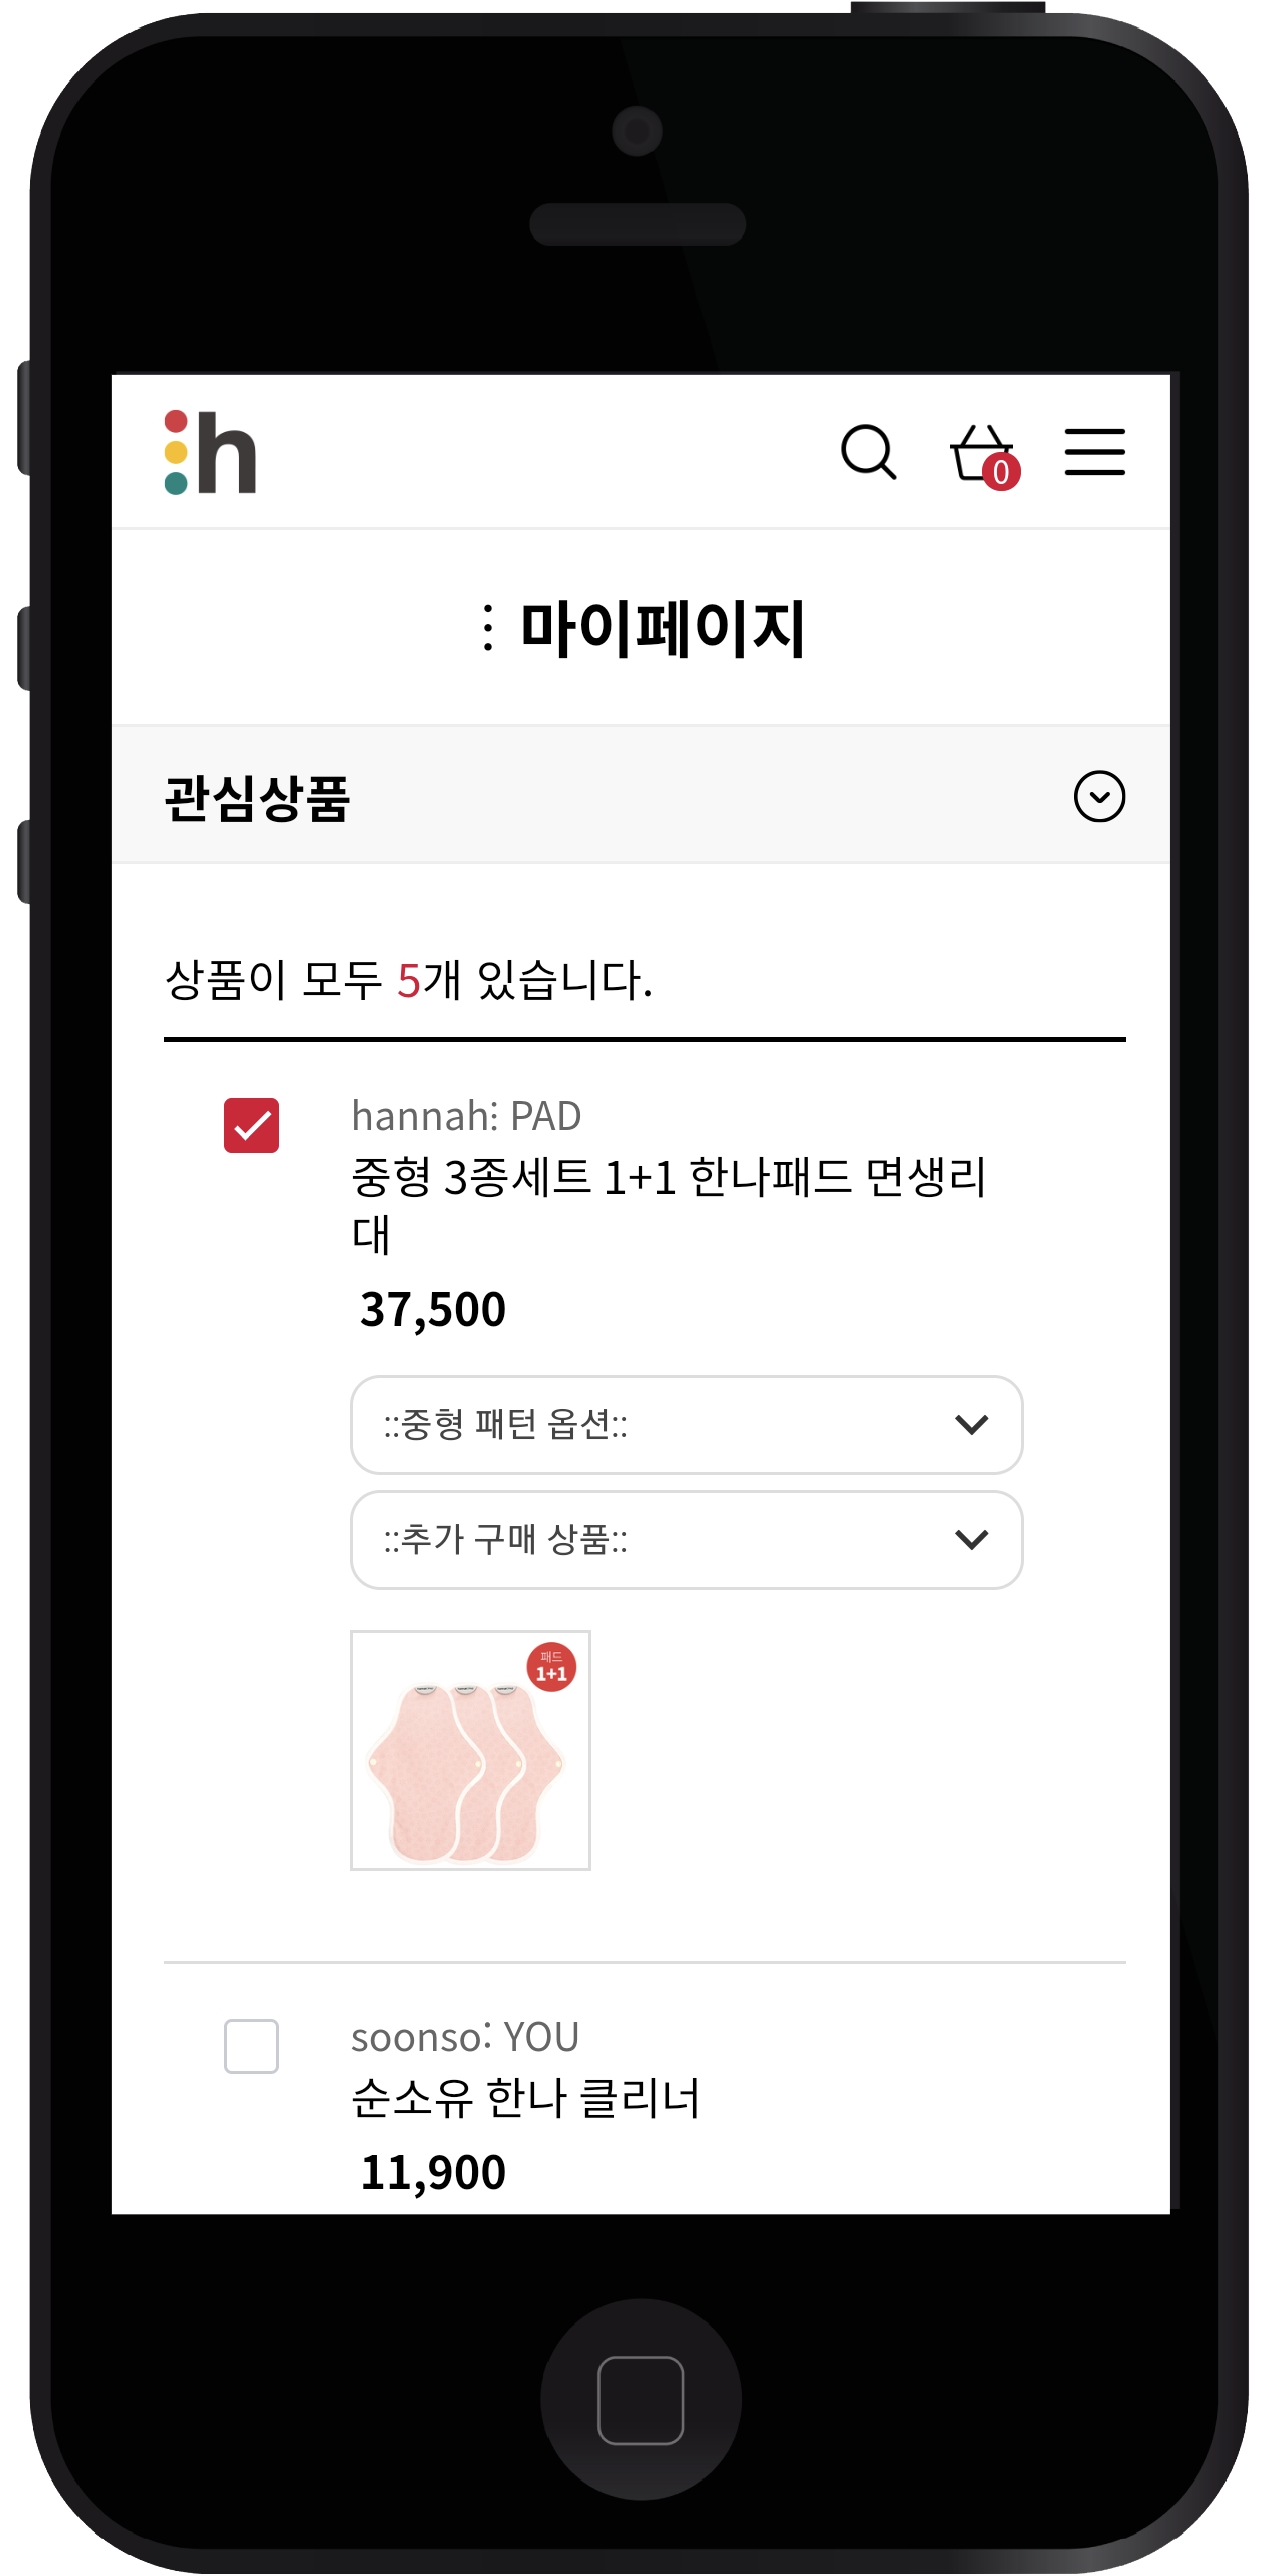 :h
0
⋮ 마이페이지
관심상품
상품이 모두 5개 있습니다.
hannah: PAD
중형 3종세트 1+1 한나패드 면생리
대
37,500
::중형 패턴 옵션::
::추가 구매 상품::
패드
1+1
soonso: YOU
순소유 한나 클리너
11,900